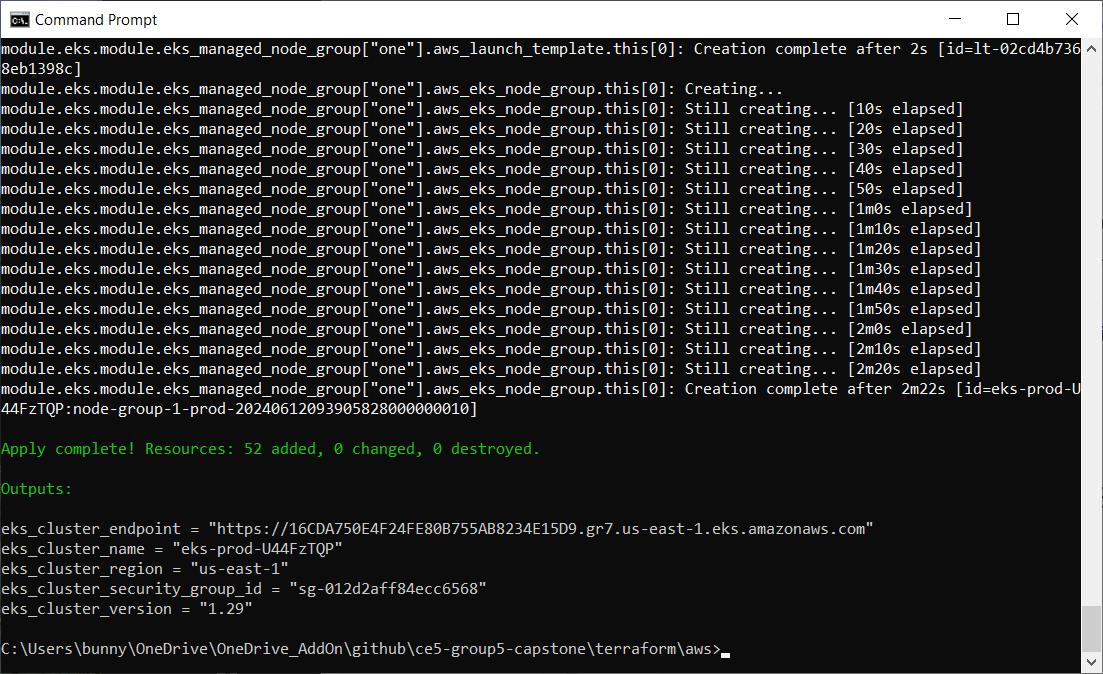 Command Prompt
module.eks.module.eks_managed_node_group["one"].aws_launch_template.this[0]: Creation complete after 2s [id=lt-02cd4b736
8eb1398c]
module.eks.module.eks_managed_node_group["one"].aws_eks_node_group.this[0]: Creating...
module.eks.module.eks_managed_node_group["one"].aws_eks_node_group.this[0]: Still creating... [10s elapsed]
module.eks.module.eks_managed_node_group["one"].aws_eks_node_group.this[0]: Still creating... [20s elapsed]
module.eks.module.eks_managed_node_group["one"].aws_eks_node_group.this[0]: Still creating... [30s elapsed]
module.eks.module.eks_managed_node_group["one"].aws_eks_node_group.this[0]: Still creating... [40s elapsed]
module.eks.module.eks_managed_node_group["one"].aws_eks_node_group.this[0]: Still creating... [50s elapsed]
module.eks.module.eks_managed_node_group["one"].aws_eks_node_group.this[0]: Still creating... [1m0s elapsed]
module.eks.module.eks_managed_node_group["one"].aws_eks_node_group.this[0]: Still creating... [1m10s elapsed]
module.eks.module.eks_managed_node_group["one"].aws_eks_node_group.this[0]: Still creating... [1m20s elapsed]
module.eks.module.eks_managed_node_group["one"].aws_eks_node_group.this[0]: Still creating... [1m30s elapsed]
module.eks.module.eks_managed_node_group["one"].aws_eks_node_group.this[0]: Still creating... [1m40s elapsed]
module.eks.module.eks_managed_node_group["one"].aws_eks_node_group.this[0]: Still creating... [1m50s elapsed]
module.eks.module.eks_managed_node_group["one"].aws_eks_node_group.this[0]: Still creating... [2m0s elapsed]
module.eks.module.eks_managed_node_group["one"].aws_eks_node_group.this[0]: Still creating... [2m10s elapsed]
module.eks.module.eks_managed_node_group["one"].aws_eks_node_group.this[0]: Still creating... [2m20s elapsed]
module.eks.module.eks_managed_node_group["one"].aws_eks_node_group.this[0]: Creation complete after 2m22s [id=eks-prod-U
44FzTQP:node-group-1-prod-20240612093905828000000010]
Apply complete! Resources: 52 added, 0 changed, 0 destroyed.
Outputs:
eks_cluster_endpoint = "https://16CDA750E4F24FE80B755AB8234E15D9.gr7.us-east-1.eks.amazonaws.com"
eks_cluster_name = "eks-prod-U44FzTQP"
eks_cluster_region = "us-east-1"
eks_cluster_security_group_id = "sg-012d2aff84ecc6568"
eks_cluster_version = "1.29"
C:\Users\bunny\OneDrive\OneDrive_AddOn\github\ce5-group5-capstone\terraform\aws>